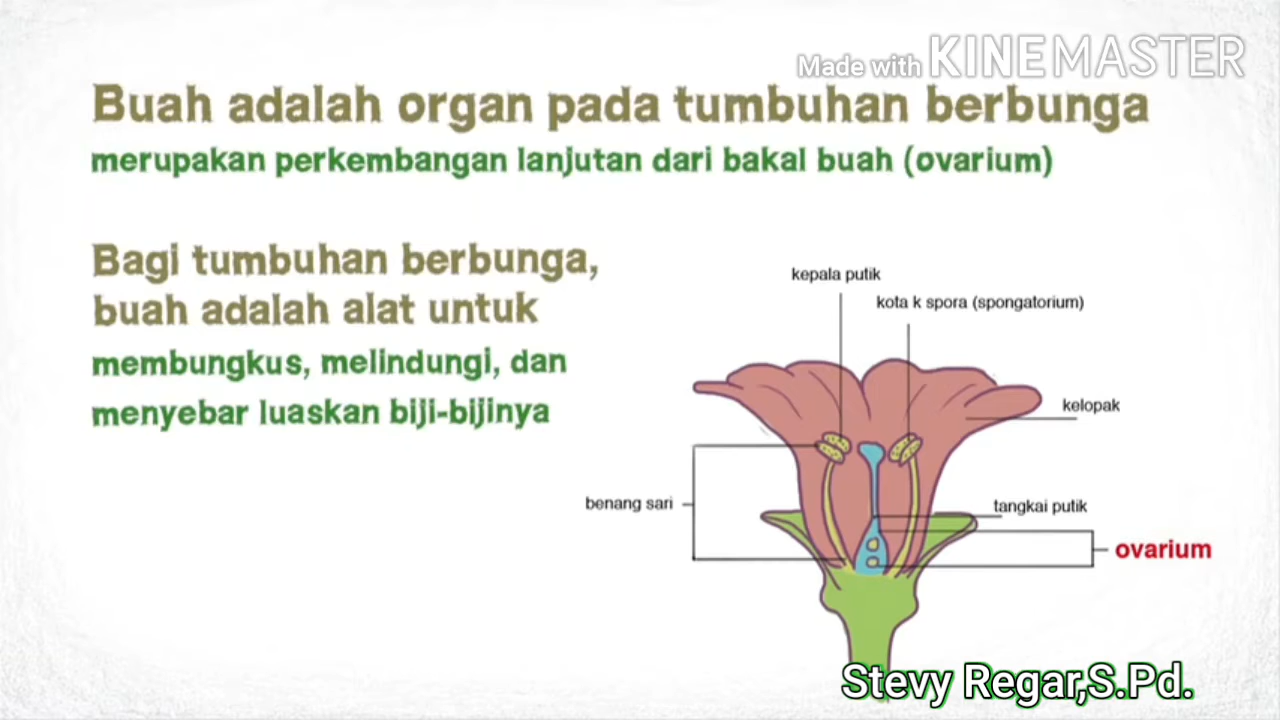 Made with KINEMASTER
Buah adalah organ pada tumbuhan berbunga
merupakan perkembangan lanjutan dari bakal buah (ovarium)
Bagi tumbuhan berbunga,
buah adalah alat untuk
membungkus, melindungi, dan
menyebar luaskan biji-bijinya
kepala putik
kota k spora (spongatorium)
kelopak
benang sari
tangkai putik
ovarium
Stevy Regar,S.Pd.